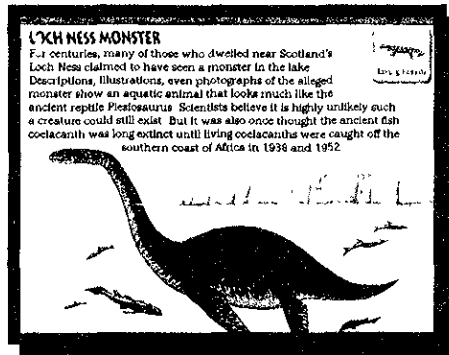 LOCH NESS MONSTER
For centuries, many of those who dwelled near Scotland's
Loch Ness claimed to have seen a monster in the lake
Descriptions, illustrations, even photographs of the alleged
monster show an aquatic animal that looks much like the
ancient reptile Plesiosaurus Scientists believe it is highly unlikely such
a creature could still exist But it was also once thought the ancient fish
coelacanth was long extinct until living coelacanths were caught off the
southern coast of Africa in 1938 and 1952